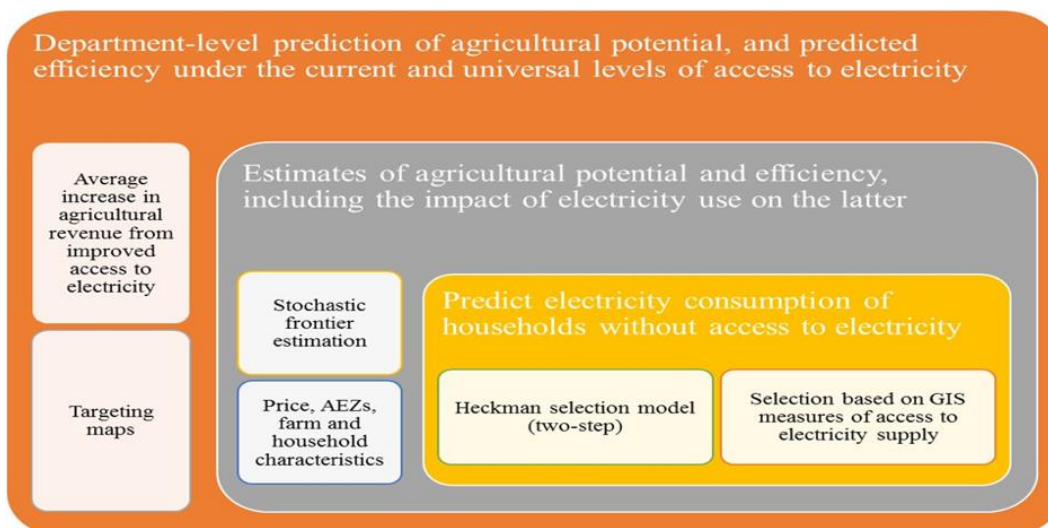 Department-level prediction of agricultural potential, and predicted
efficiency under the current and universal levels of access to electricity
Average
increase in
agricultural
revenue from
improved
access to
electricity
Targeting
maps
Estimates of agricultural potential and efficiency,
including the impact of electricity use on the latter
Stochastic
frontier
estimation
Price, AEZs,
farm and
household
characteristics
Predict electricity consumption of
households without access to electricity
Heckman selection model
(two-step)
Selection based on GIS
measures of access to
electricity supply